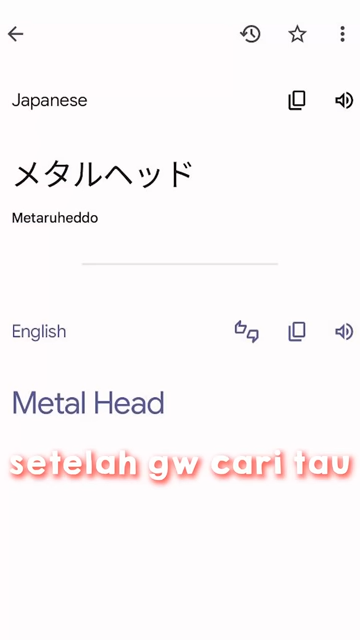 Japanese
メタルヘッド
Metaruheddo
English
Metal Head
setelah gw cari tau